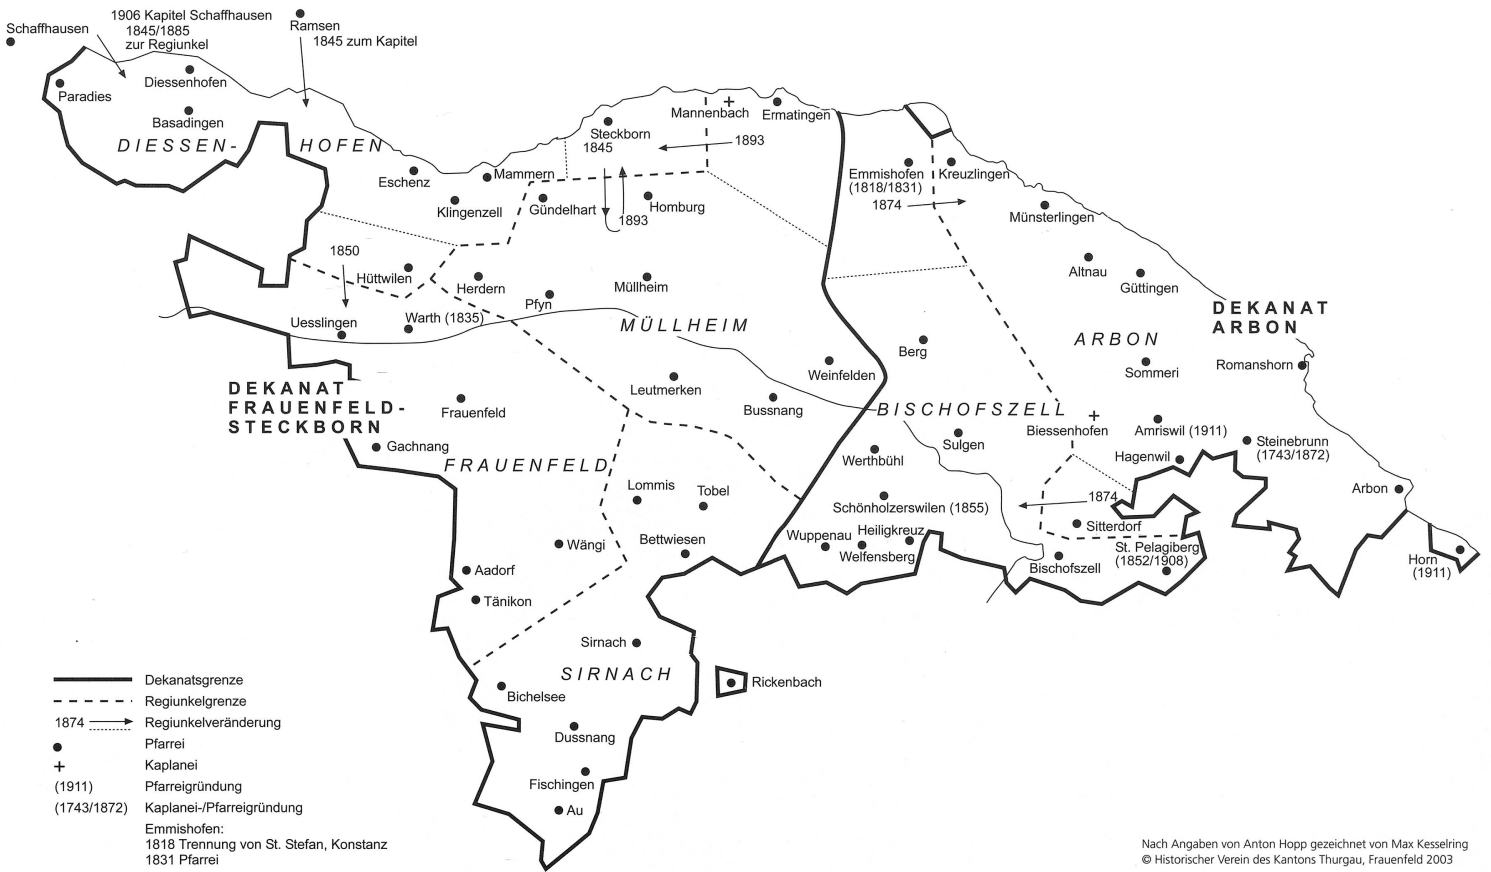 Schaffhausen
1906 Kapitel Schaffhausen
1845/1885
zur Regiunkel
Ramsen
1845 zum Kapitel
Paradies
Diessenhofen
Basadingen
DIESSEN-
HOFEN
Eschenz
Mammern
Klingenzell
Steckborn
1845
Mannenbach
Ermatingen
1893
Gündelhart
Homburg
1893
Emmishofen
(1818/1831)
1874
Kreuzlingen
Münsterlingen
Altnau
Güttingen
1850
Hüttwilen
Herdern
Pfyn
Müllheim
Uesslingen
Warth (1835)
MÜLLHEIM
DEKANAT
ARBON
ARBON
Berg
Weinfelden
Sommeri
Romanshorn
DEKANAT
FRAUENFELD-
STECKBORN
Frauenfeld
Leutmerken
Bussnang
BISCHOFSZELL
Biessenhofen
Amriswil (1911)
Sulgen
Steinebrunn
(1743/1872)
Gachnang
FRAUENFELD
Werthbühl
Hagenwil
Lommis
Tobel
Arbon
1874
Schönholzerswilen (1855)
Sitterdorf
Wängi
Bettwiesen
Wuppenau
Heiligkreuz
Welfensberg
St. Pelagiberg
(1852/1908)
Bischofszell
Horn
(1911)
Aadorf
Tänikon
Sirnach
SIRNACH
Rickenbach
Bichelsee
Dussnang
Fischingen
Au
Dekanatsgrenze
Regiunkelgrenze
1874 Regiunkelveränderung
Pfarrei
Kaplanei
(1911) Pfarreigründung
(1743/1872) Kaplanei-/Pfarreigründung
Emmishofen:
1818 Trennung von St. Stefan, Konstanz
1831 Pfarrei
Nach Angaben von Anton Hopp gezeichnet von Max Kesselring
© Historischer Verein des Kantons Thurgau, Frauenfeld 2003